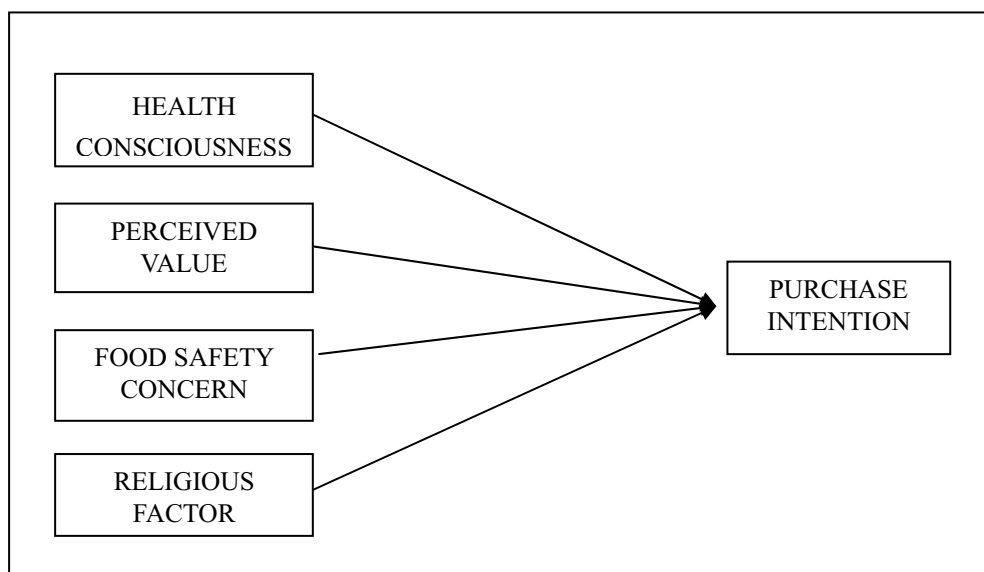 HEALTH
CONSCIOUSNESS
PERCEIVED
VALUE
FOOD SAFETY
CONCERN
RELIGIOUS
FACTOR
PURCHASE
INTENTION